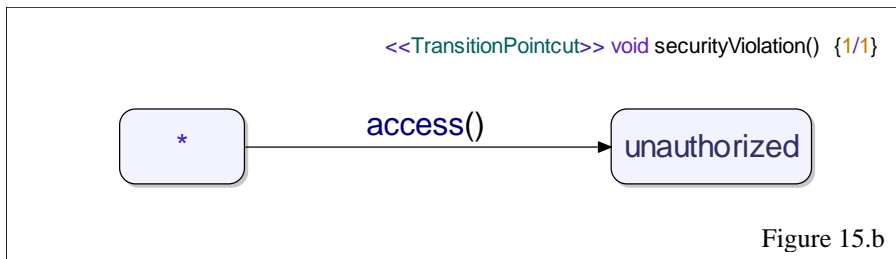 <<TransitionPointcut>> void securityViolation() {1/1}
access()
* unauthorized
Figure 15.b